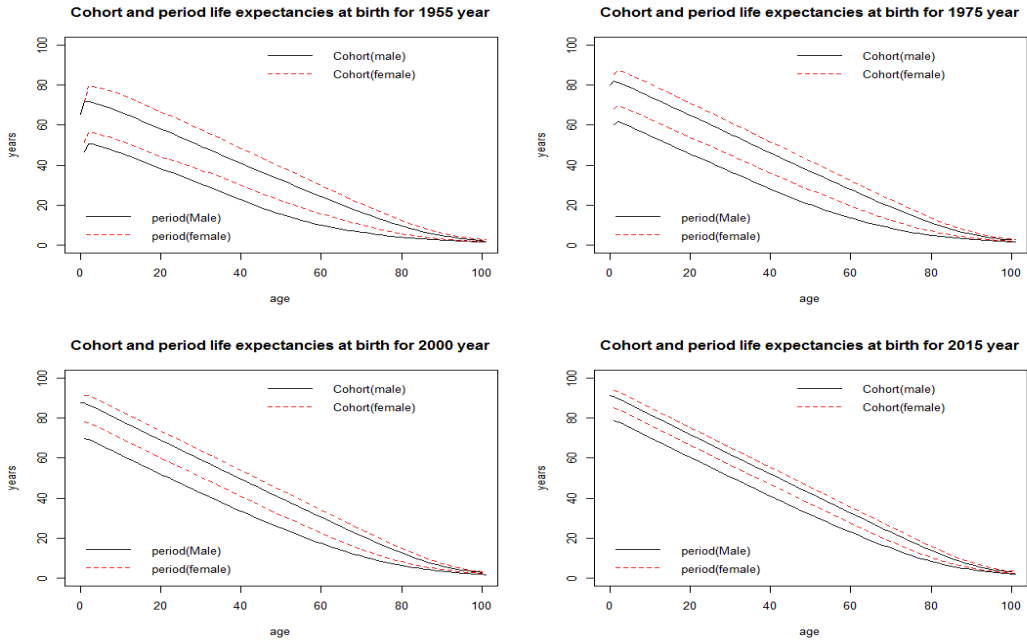 Cohort and period life expectancies at birth for 1955 year
100
80
60
40
20
0
years
Cohort(male)
Cohort(female)
period(Male)
period(female)
0 20 40 60 80 100
age
Cohort and period life expectancies at birth for 1975 year
100
80
60
40
20
0
years
Cohort(male)
Cohort(female)
period(Male)
period(female)
0 20 40 60 80 100
age
Cohort and period life expectancies at birth for 2000 year
100
80
60
40
20
0
years
Cohort(male)
Cohort(female)
period(Male)
period(female)
0 20 40 60 80 100
age
Cohort and period life expectancies at birth for 2015 year
100
80
60
40
20
0
years
Cohort(male)
Cohort(female)
period(Male)
period(female)
0 20 40 60 80 100
age